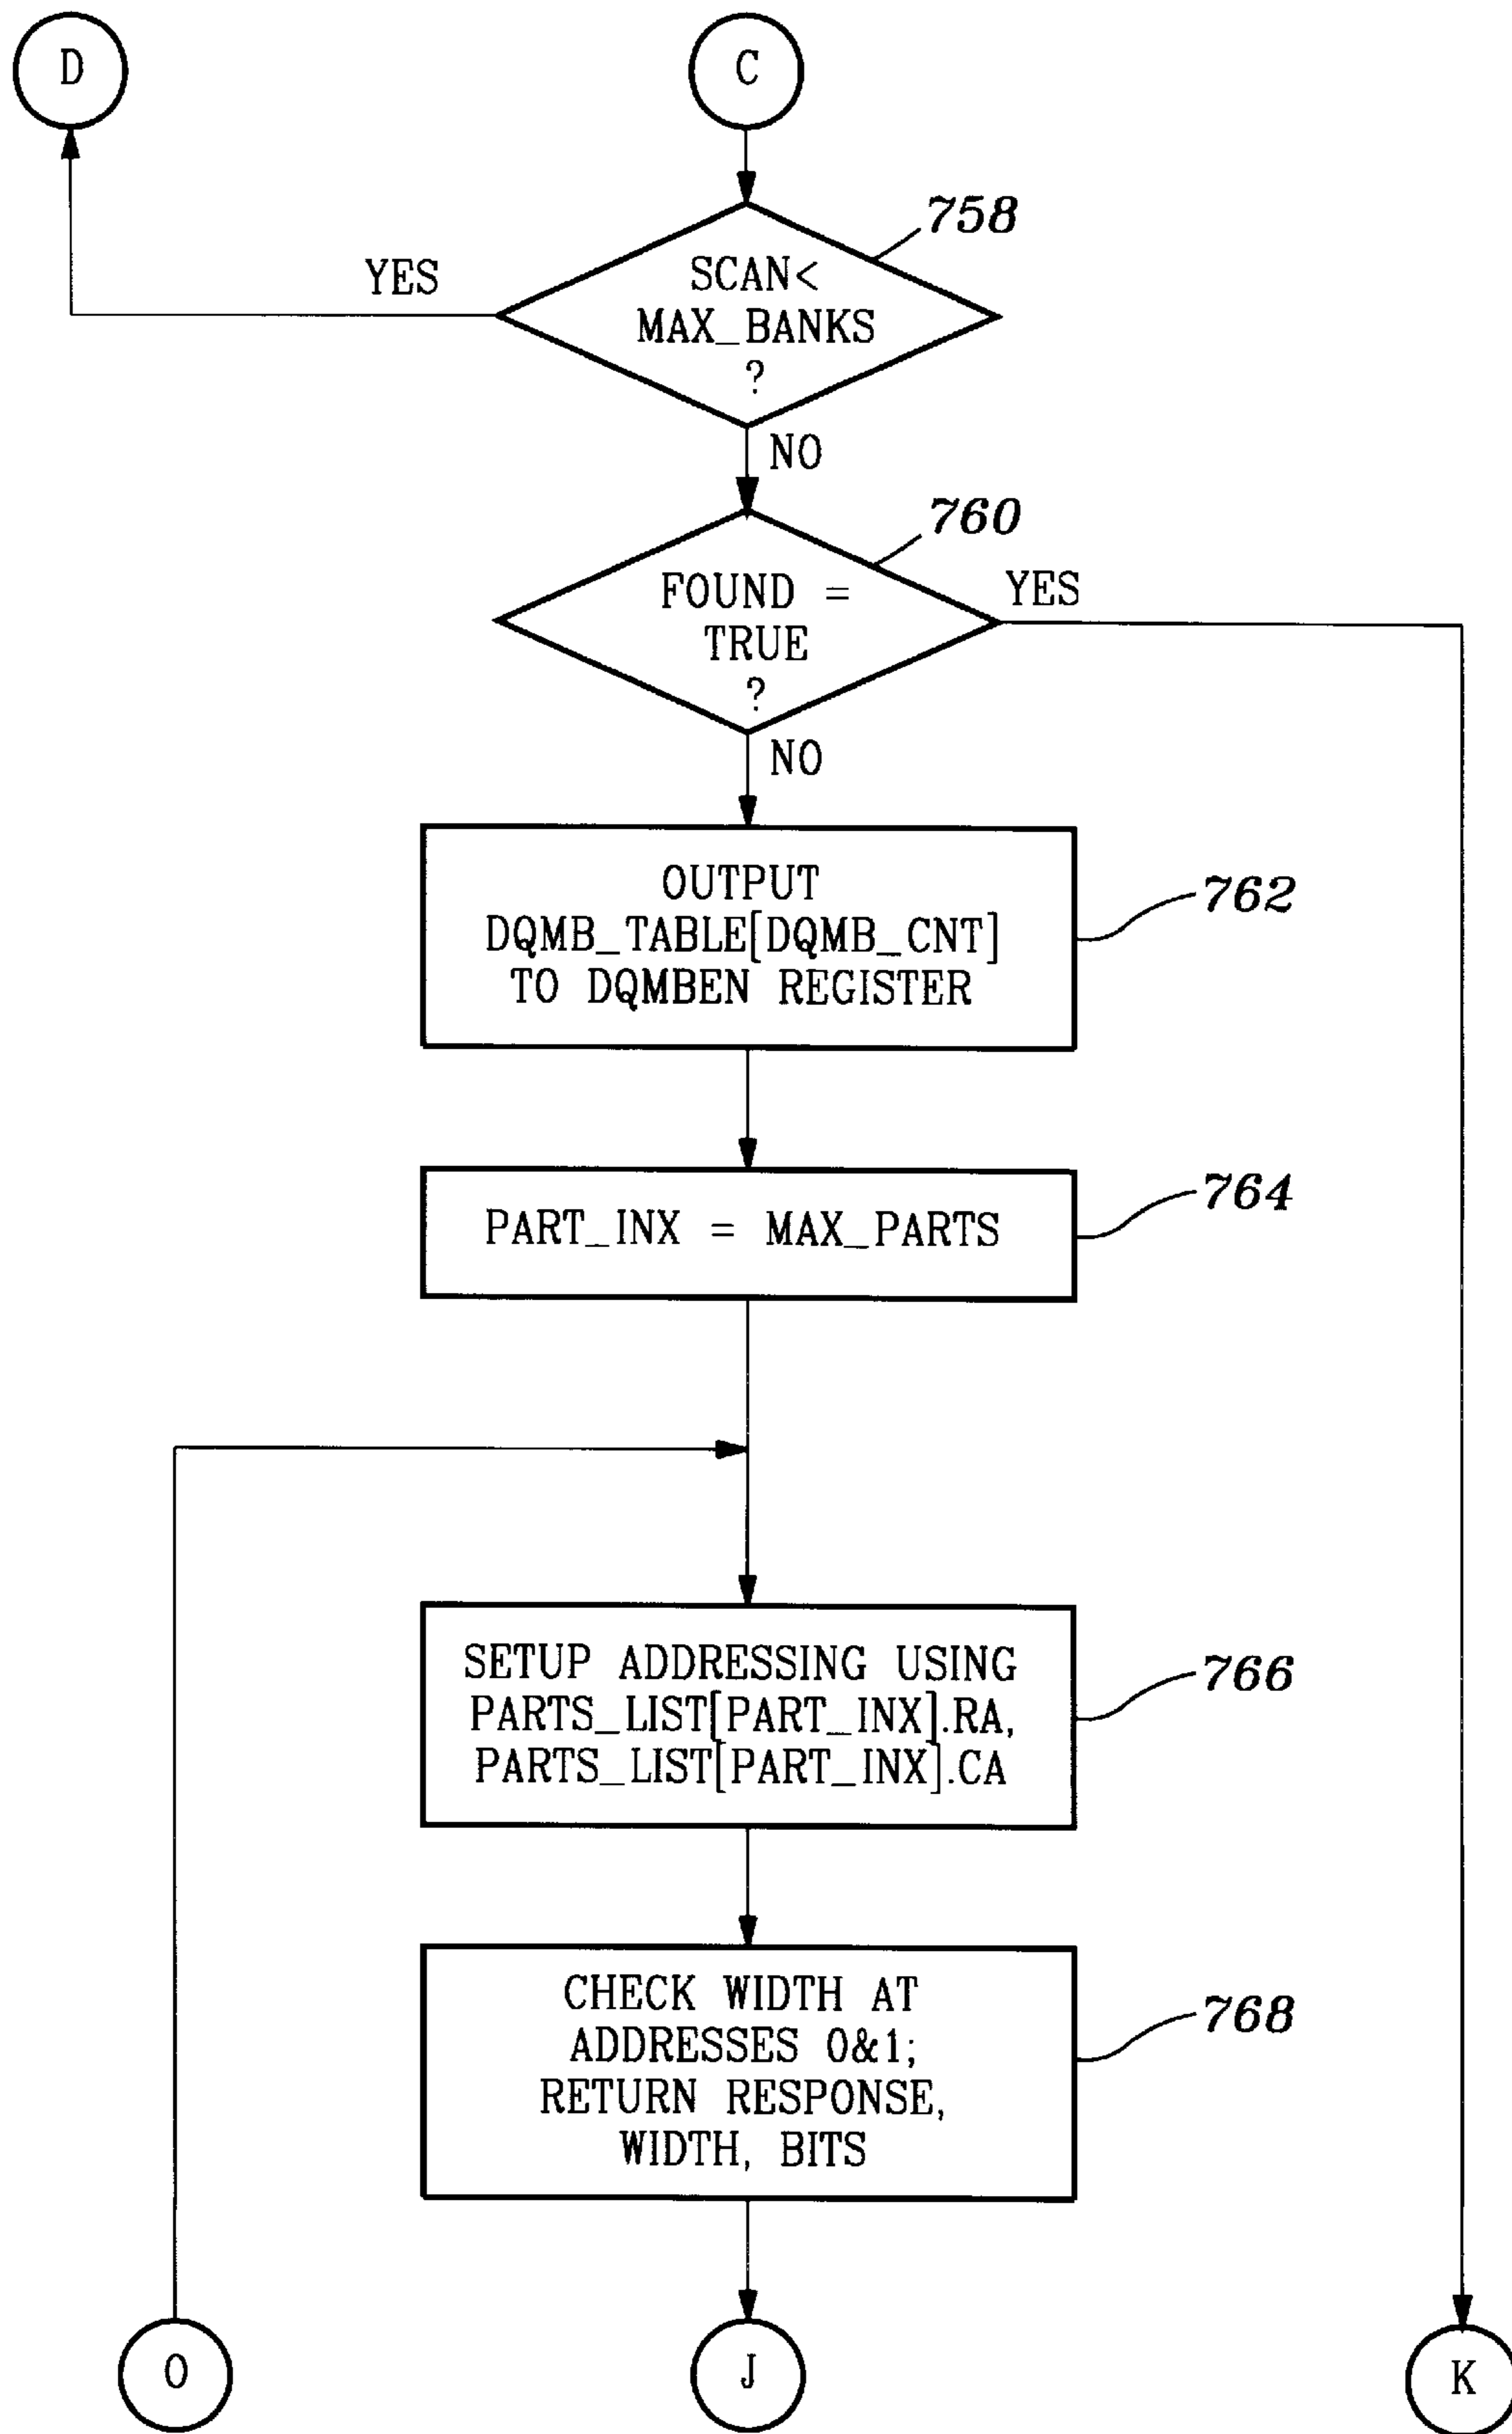 D
C
758
YES
SCAN<
MAX_BANKS
?
NO
760
FOUND =
TRUE
?
YES
NO
OUTPUT
DQMB_TABLE[DQMB_CNT]
TO DQMBEN REGISTER
762
PART_INX = MAX_PARTS
764
SETUP ADDRESSING USING
PARTS_LIST[PART_INX].RA,
PARTS_LIST[PART_INX].CA
766
CHECK WIDTH AT
ADDRESSES 0&1;
RETURN RESPONSE,
WIDTH, BITS
768
O
J
K